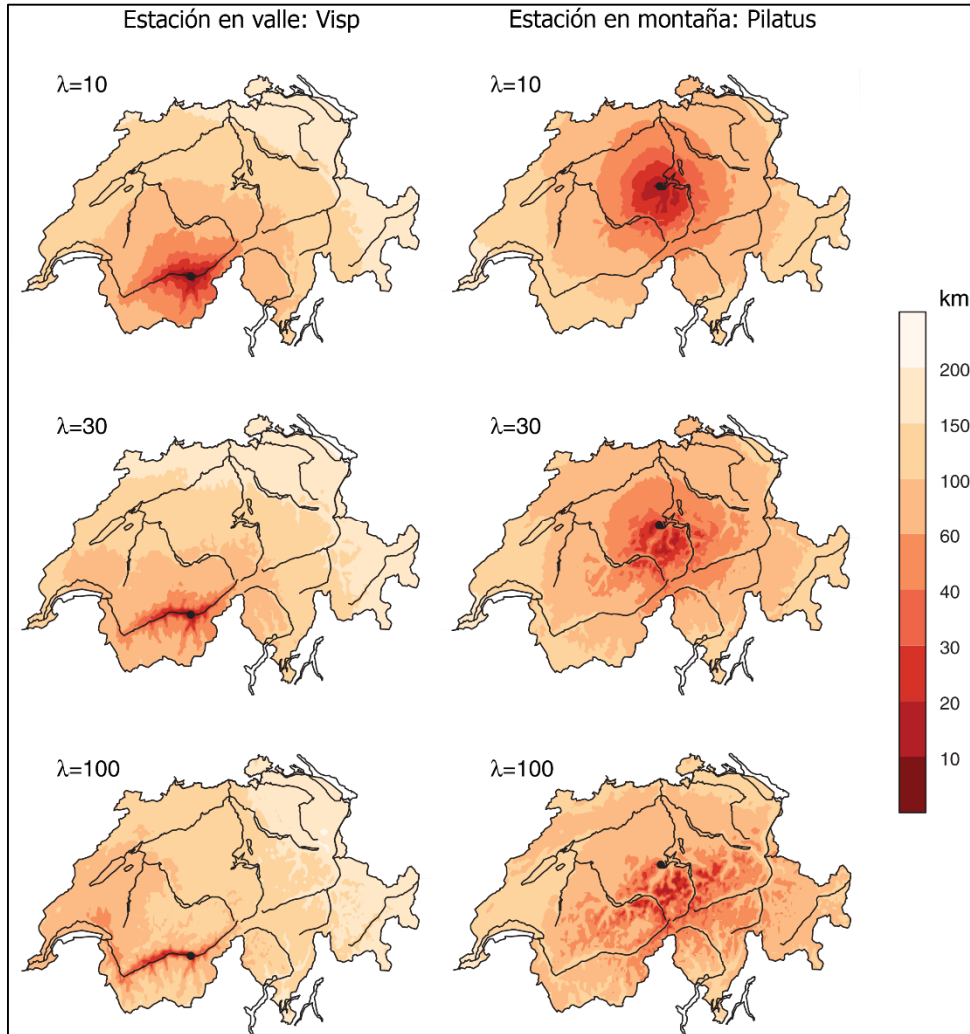 Estación en valle: Visp
Estación en montaña: Pilatus
λ=10
λ=10
km
200
150
100
60
40
30
20
10
λ=30
λ=30
λ=100
λ=100